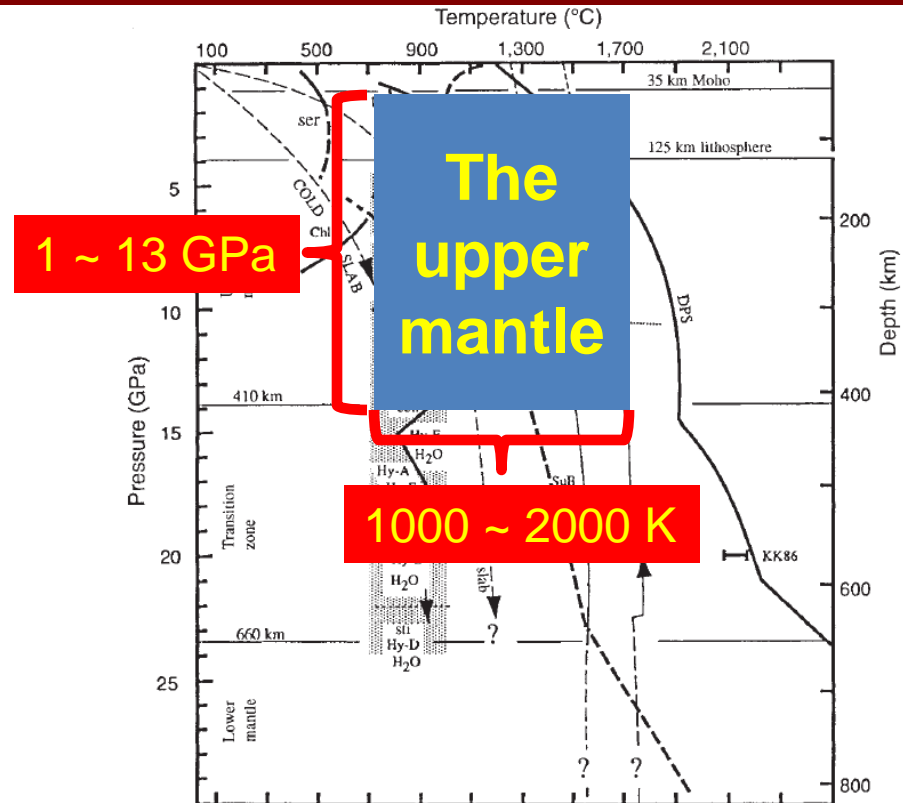 Temperature (°C)
100 500 900 1,300 1,700 2,100
35 km Moho
ser
125 km lithosphere
The
upper
mantle
5
COLD
SLAB
Chl
200
1 ~ 13 GPa
10
DPS
Depth (km)
Pressure (GPa)
410 km
400
15
H₂O
Hy-A
SuB
1000 ~ 2000 K
Transition
zone
20
KK86
H₂O
slab
600
?
660 km
sti
Hy-D
H₂O
25
Lower
mantle
? ?
800